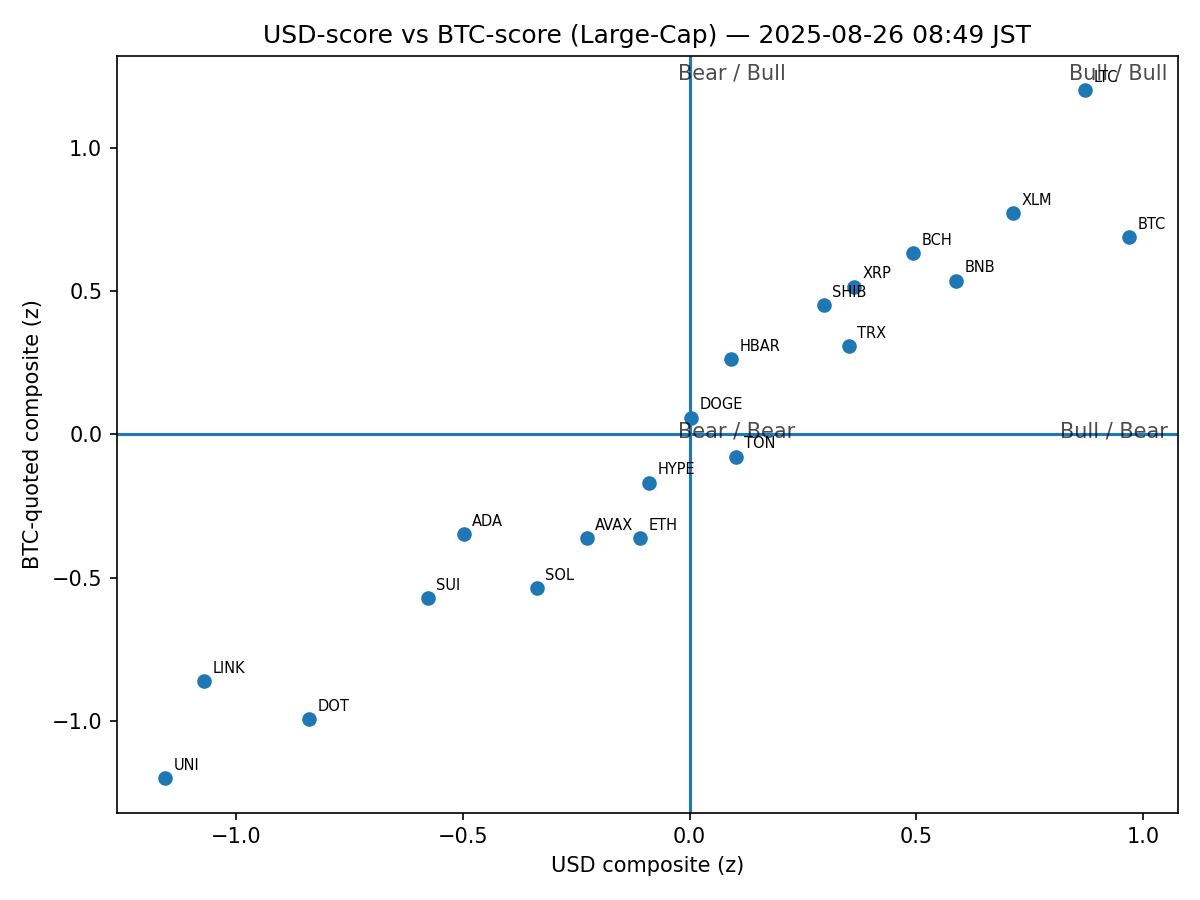 USD-score vs BTC-score (Large-Cap) — 2025-08-26 08:49 JST
Bear / Bull
Bull / Bull
LTC
1.0
XLM
BTC
BCH
BNB
XRP
0.5
SHIB
TRX
HBAR
DOGE
0.0
Bear / Bear
Bull / Bear
TON
HYPE
ADA
AVAX
ETH
−0.5
SOL
SUI
LINK
DOT
−1.0
UNI
BTC-quoted composite (z)
−1.0
−0.5
0.0
0.5
1.0
USD composite (z)